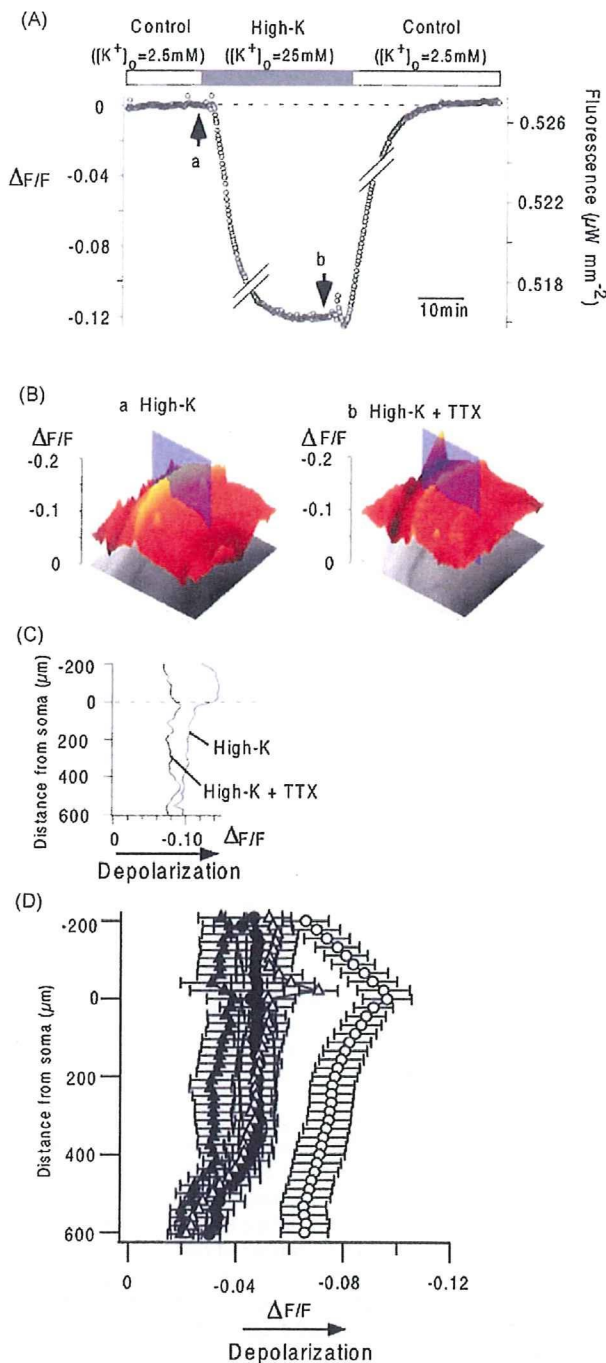 (A)
Control High-K Control
([K+]o=2.5mM) ([K+]o=25mM) ([K+]o=2.5mM)
0
-0.04
-0.08
-0.12
ΔF/F
a
b
10min
0.526
0.522
0.518
Fluorescence (µW mm-2)
(B)
a High-K b High-K + TTX
ΔF/F ΔF/F
-0.2 -0.2
-0.1 -0.1
0 0
(C)
Distance from soma (µm)
-200
0
200
400
600
High-K
High-K + TTX
0 -0.10 ΔF/F
Depolarization
(D)
Distance from soma (µm)
-200
0
200
400
600
0 -0.04 -0.08 -0.12
ΔF/F
Depolarization